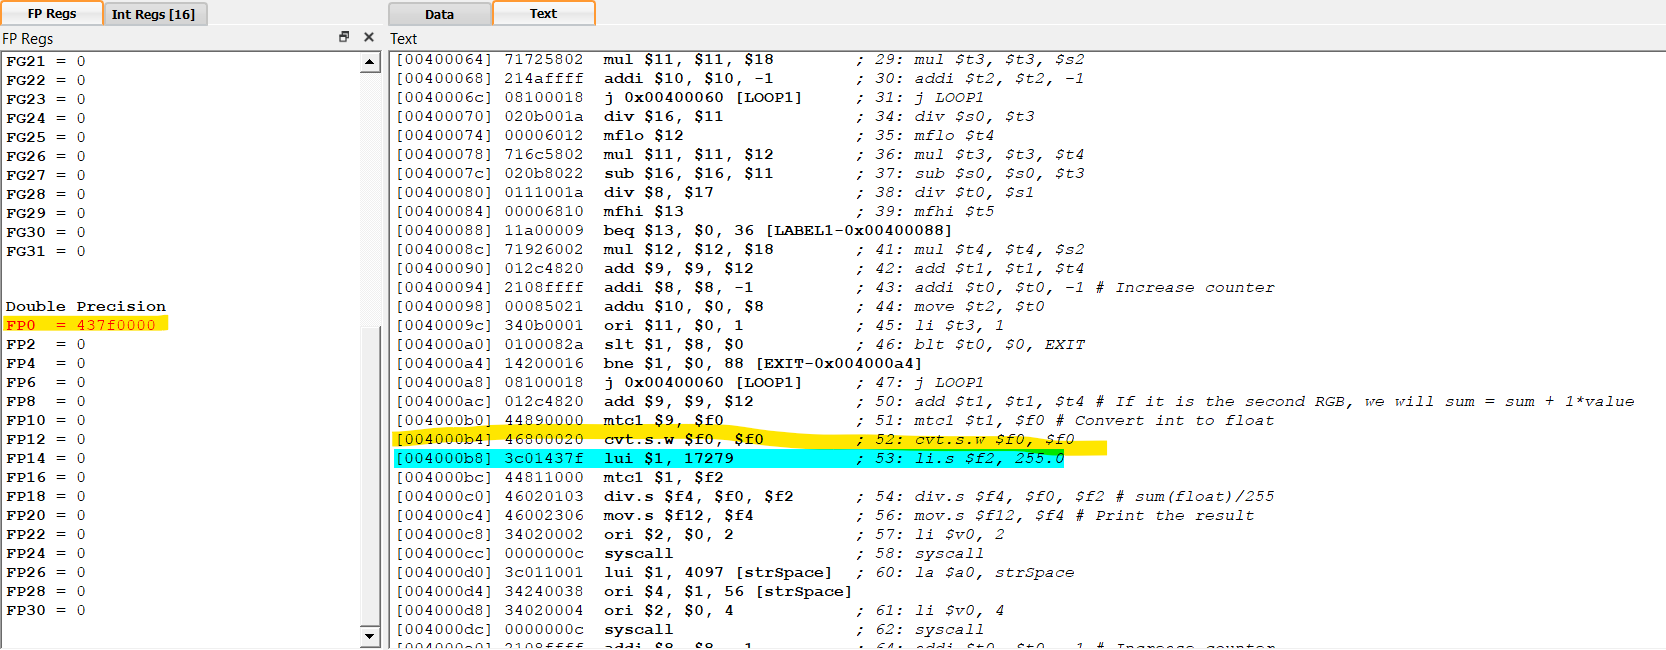 FP Regs
Int Regs [16]
Data
Text
FP Regs
Text
FG21 = 0
FG22 = 0
FG23 = 0
FG24 = 0
FG25 = 0
FG26 = 0
FG27 = 0
FG28 = 0
FG29 = 0
FG30 = 0
FG31 = 0
Double Precision
FP0 = 437f0000
FP2 = 0
FP4 = 0
FP6 = 0
FP8 = 0
FP10 = 0
FP12 = 0
FP14 = 0
FP16 = 0
FP18 = 0
FP20 = 0
FP22 = 0
FP24 = 0
FP26 = 0
FP28 = 0
FP30 = 0
[00400064] 71725802 mul $11, $11, $18 ; 29: mul $t3, $t3, $s2
[00400068] 214affff addi $10, $10, -1 ; 30: addi $t2, $t2, -1
[0040006c] 08100018 j 0x00400060 [LOOP1] ; 31: j LOOP1
[00400070] 020b001a div $16, $11 ; 34: div $s0, $t3
[00400074] 00006012 mflo $12 ; 35: mflo $t4
[00400078] 716c5802 mul $11, $11, $12 ; 36: mul $t3, $t3, $t4
[0040007c] 020b8022 sub $16, $16, $11 ; 37: sub $s0, $s0, $t3
[00400080] 0111001a div $8, $17 ; 38: div $t0, $s1
[00400084] 00006810 mfhi $13 ; 39: mfhi $t5
[00400088] 11a00009 beq $13, $0, 36 [LABEL1-0x00400088]
[0040008c] 71926002 mul $12, $12, $18 ; 41: mul $t4, $t4, $s2
[00400090] 012c4820 add $9, $9, $12 ; 42: add $t1, $t1, $t4
[00400094] 2108ffff addi $8, $8, -1 ; 43: addi $t0, $t0, -1 # Increase counter
[00400098] 00085021 addu $10, $0, $8 ; 44: move $t2, $t0
[0040009c] 340b0001 ori $11, $0, 1 ; 45: li $t3, 1
[004000a0] 0100082a slt $1, $8, $0 ; 46: blt $t0, $0, EXIT
[004000a4] 14200016 bne $1, $0, 88 [EXIT-0x004000a4]
[004000a8] 08100018 j 0x00400060 [LOOP1] ; 47: j LOOP1
[004000ac] 012c4820 add $9, $9, $12 ; 50: add $t1, $t1, $t4 # If it is the second RGB, we will sum = sum + 1*value
[004000b0] 44890000 mtc1 $9, $f0 ; 51: mtc1 $t1, $f0 # Convert int to float
[004000b4] 46800020 cvt.s.w $f0, $f0 ; 52: cvt.s.w $f0, $f0
[004000b8] 3c01437f lui $1, 17279 ; 53: li.s $f2, 255.0
[004000bc] 44811000 mtc1 $1, $f2
[004000c0] 46020103 div.s $f4, $f0, $f2 ; 54: div.s $f4, $f0, $f2 # sum(float)/255
[004000c4] 46002306 mov.s $f12, $f4 ; 56: mov.s $f12, $f4 # Print the result
[004000c8] 34020002 ori $2, $0, 2 ; 57: li $v0, 2
[004000cc] 0000000c syscall ; 58: syscall
[004000d0] 3c011001 lui $1, 4097 [strSpace] ; 60: la $a0, strSpace
[004000d4] 34240038 ori $4, $1, 56 [strSpace]
[004000d8] 34020004 ori $2, $0, 4 ; 61: li $v0, 4
[004000dc] 0000000c syscall ; 62: syscall
[004000e0] 2108ffff addi $8, $8, -1 ; 64: addi $t0, $t0, -1 # Increase counter